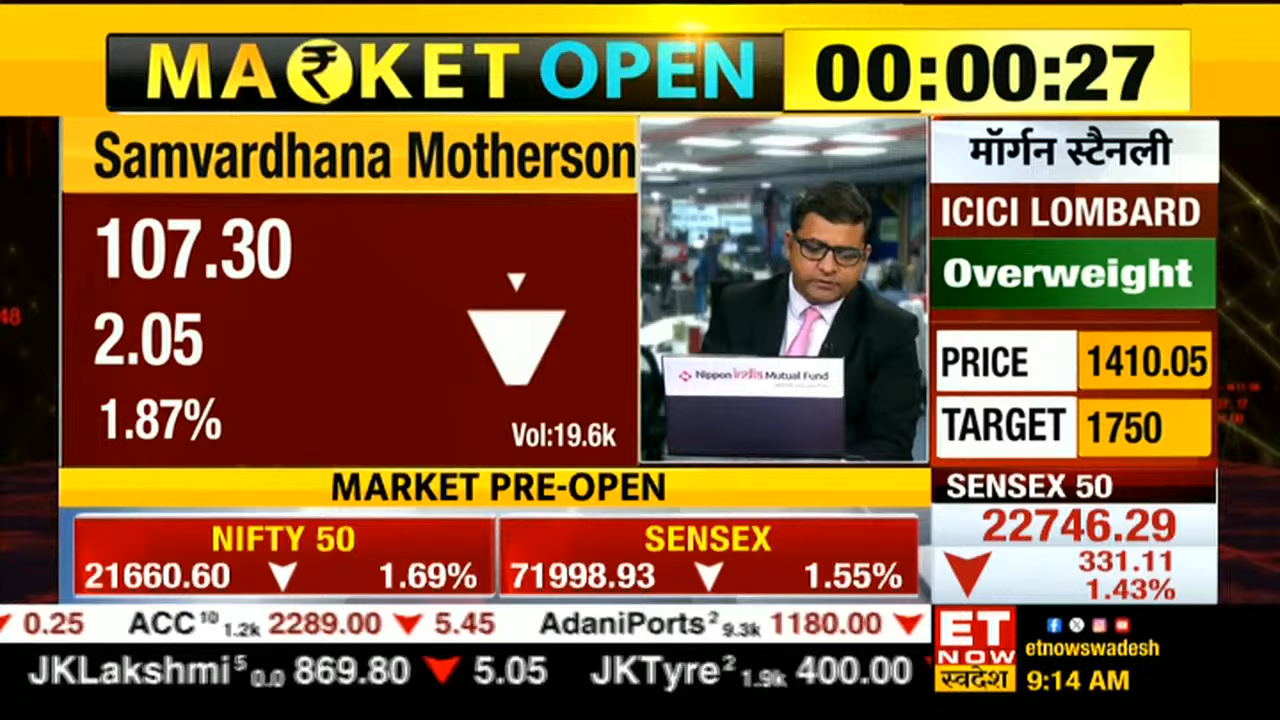 MA₹KET OPEN 00:00:27
Samvardhana Motherson
107.30
2.05
1.87%
Vol:19.6k
Nippon india Mutual Fund
मॉर्गन स्टैनली
ICICI LOMBARD
Overweight
PRICE 1410.05
TARGET 1750
MARKET PRE-OPEN
NIFTY 50
21660.60 1.69%
SENSEX
71998.93 1.55%
SENSEX 50
22746.29
331.11
1.43%
0.25 ACC 10 1.2k 2289.00 5.45 AdaniPorts 2 9.3k 1180.00
JKLakshmi 5 0.0 869.80 5.05 JKTyre 2 1.9k 400.00
ET
NOW
स्वदेश
etnowswadesh
9:14 AM